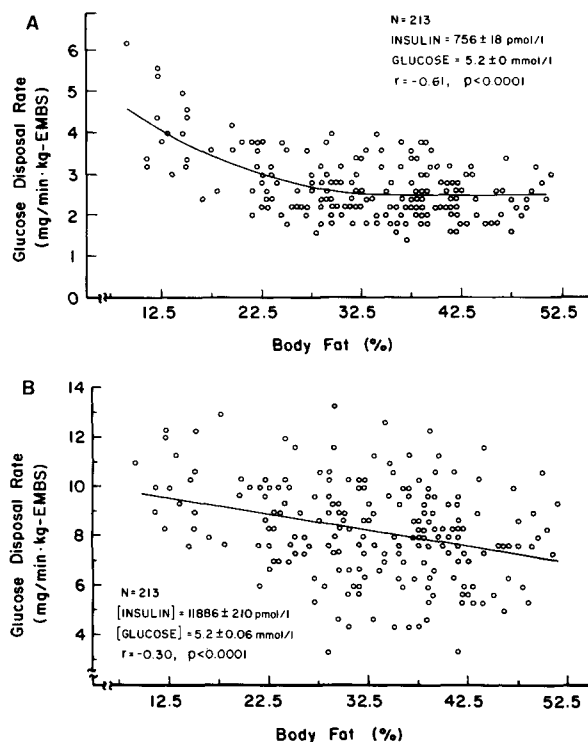 A
N = 213
INSULIN = 756 ± 18 pmol/l
GLUCOSE = 5.2 ± 0 mmol/l
r = -0.61, p<0.0001
Glucose Disposal Rate
(mg/min·kg-EMBS)
6
5
4
3
2
1
0
12.5 22.5 32.5 42.5 52.5
Body Fat (%)
B
Glucose Disposal Rate
(mg/min·kg-EMBS)
14
12
10
8
6
4
N = 213
[INSULIN] = 11886 ± 210 pmol/l
[GLUCOSE] = 5.2 ± 0.06 mmol/l
r = -0.30, p<0.0001
12.5 22.5 32.5 42.5 52.5
Body Fat (%)